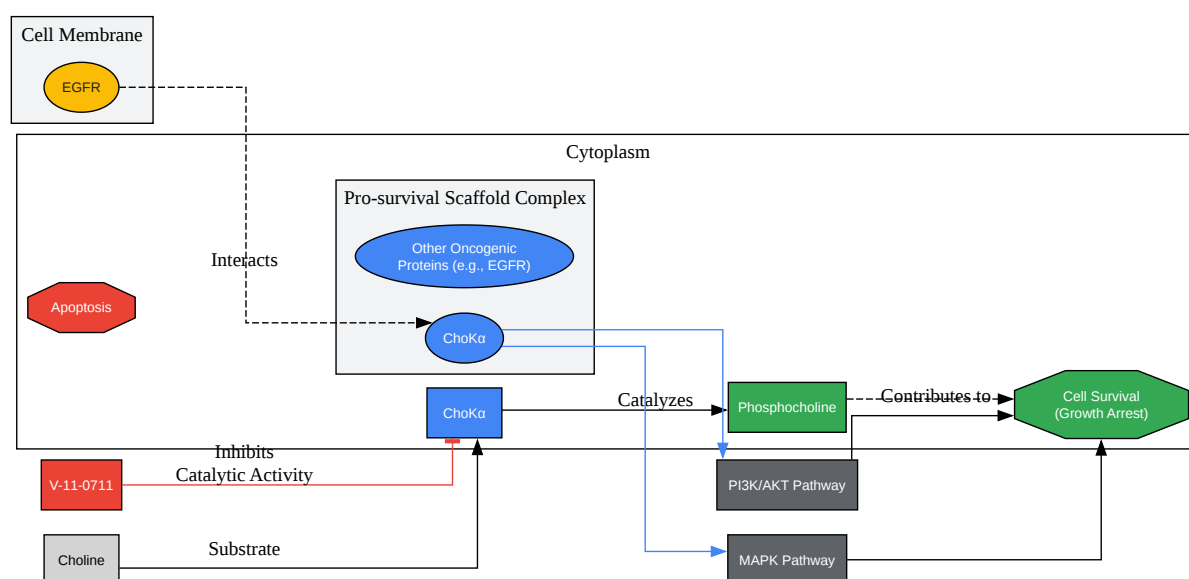 Cell Membrane
EGFR
Cytoplasm
Pro-survival Scaffold Complex
Other Oncogenic
Proteins (e.g., EGFR)
Interacts
Apoptosis
ChoKα
ChoKα
Catalyzes
Phosphocholine
Contributes to
Cell Survival
(Growth Arrest)
Inhibits
Catalytic Activity
V-11-0711
PI3K/AKT Pathway
Substrate
Choline
MAPK Pathway